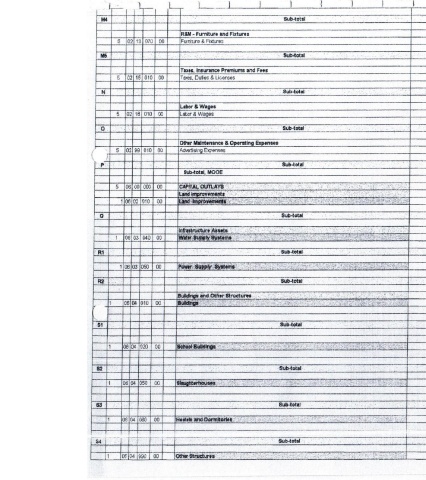 M4 Sub-total
R&M - Furniture and Fixtures
5 02 13 070 00 Furniture & Fixtures
M5 Sub-total
Taxes, Insurance Premiums and Fees
5 02 16 010 00 Taxes, Duties & Licences
N Sub-total
Labor & Wages
5 02 16 010 00 Labor & Wages
O Sub-total
Other Maintenance & Operating Expenses
5 02 99 010 00 Advertising Expenses
P Sub-total
Sub-total, MOOE
5 06 00 000 00 CAPITAL OUTLAYS
Land improvements
1 06 02 010 00 Land improvements
Q Sub-total
Infrastructure Assets
1 06 03 040 00 Water Supply Systems
R1 Sub-total
1 06 03 050 00 Power Supply Systems
R2 Sub-total
Buildings and Other Structures
1 06 04 010 00 Buildings
S1 Sub-total
1 06 04 020 00 School Buildings
S2 Sub-total
1 06 04 050 00 Slaughterhouses
S3 Sub-total
1 06 04 060 00 Hostels and Dormitories
S4 Sub-total
1 06 04 990 00 Other Structures